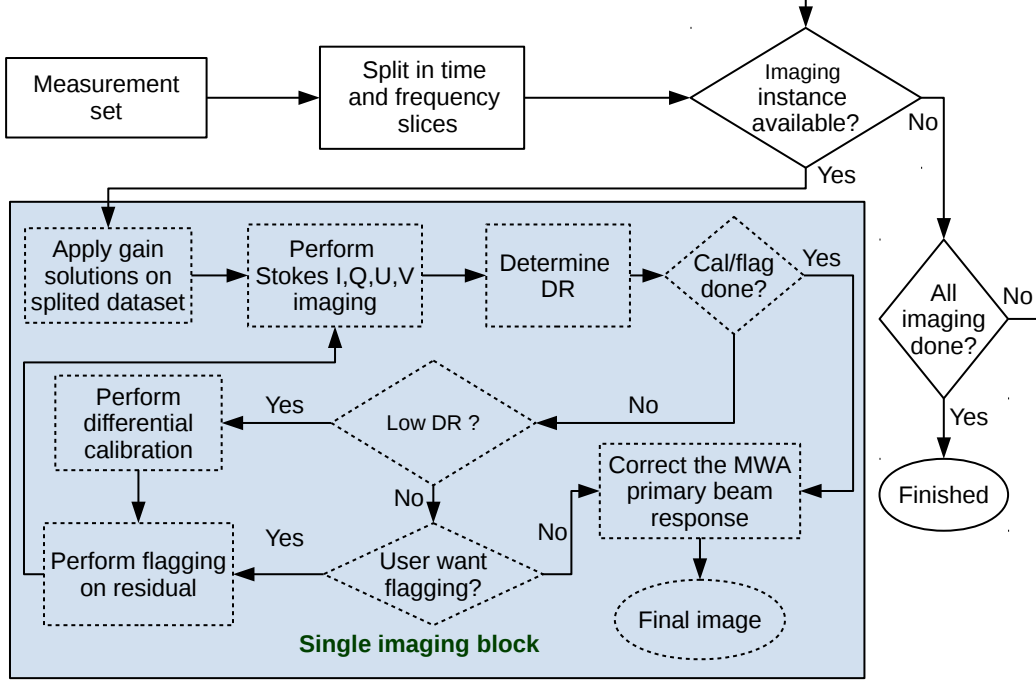 Measurement
set
Split in time
and frequency
slices
Imaging
instance
available?
No
Yes
Apply gain
solutions on
splited dataset
Perform
Stokes I,Q,U,V
imaging
Determine
DR
Cal/flag
done?
Yes
All
imaging
done?
No
Perform
differential
calibration
Yes
Low DR ?
No
Yes
Correct the MWA
primary beam
response
Finished
No
No
Perform flagging
on residual
Yes
User want
flagging?
Final image
Single imaging block